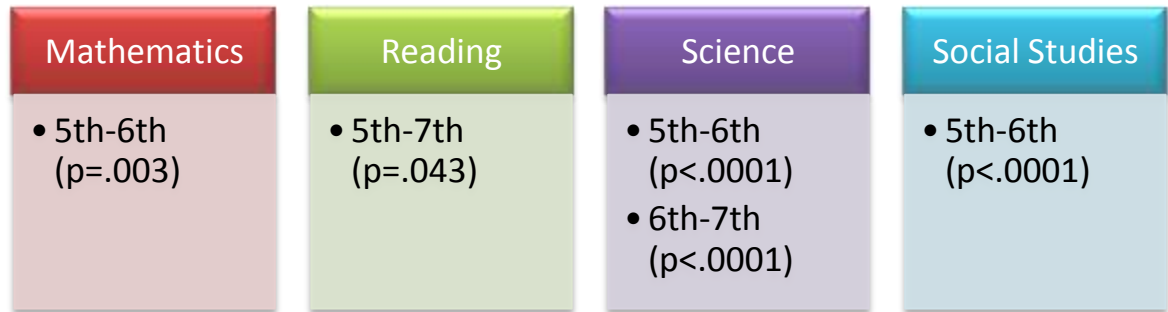 Mathematics
• 5th-6th
(p=.003)
Reading
• 5th-7th
(p=.043)
Science
• 5th-6th
(p<.0001)
• 6th-7th
(p<.0001)
Social Studies
• 5th-6th
(p<.0001)